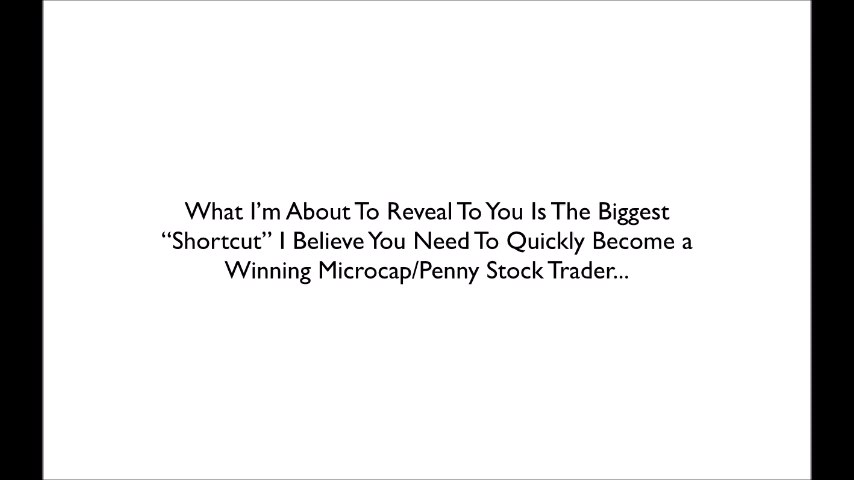 What I’m About To Reveal To You Is The Biggest
“Shortcut” I Believe You Need To Quickly Become a
Winning Microcap/Penny Stock Trader...